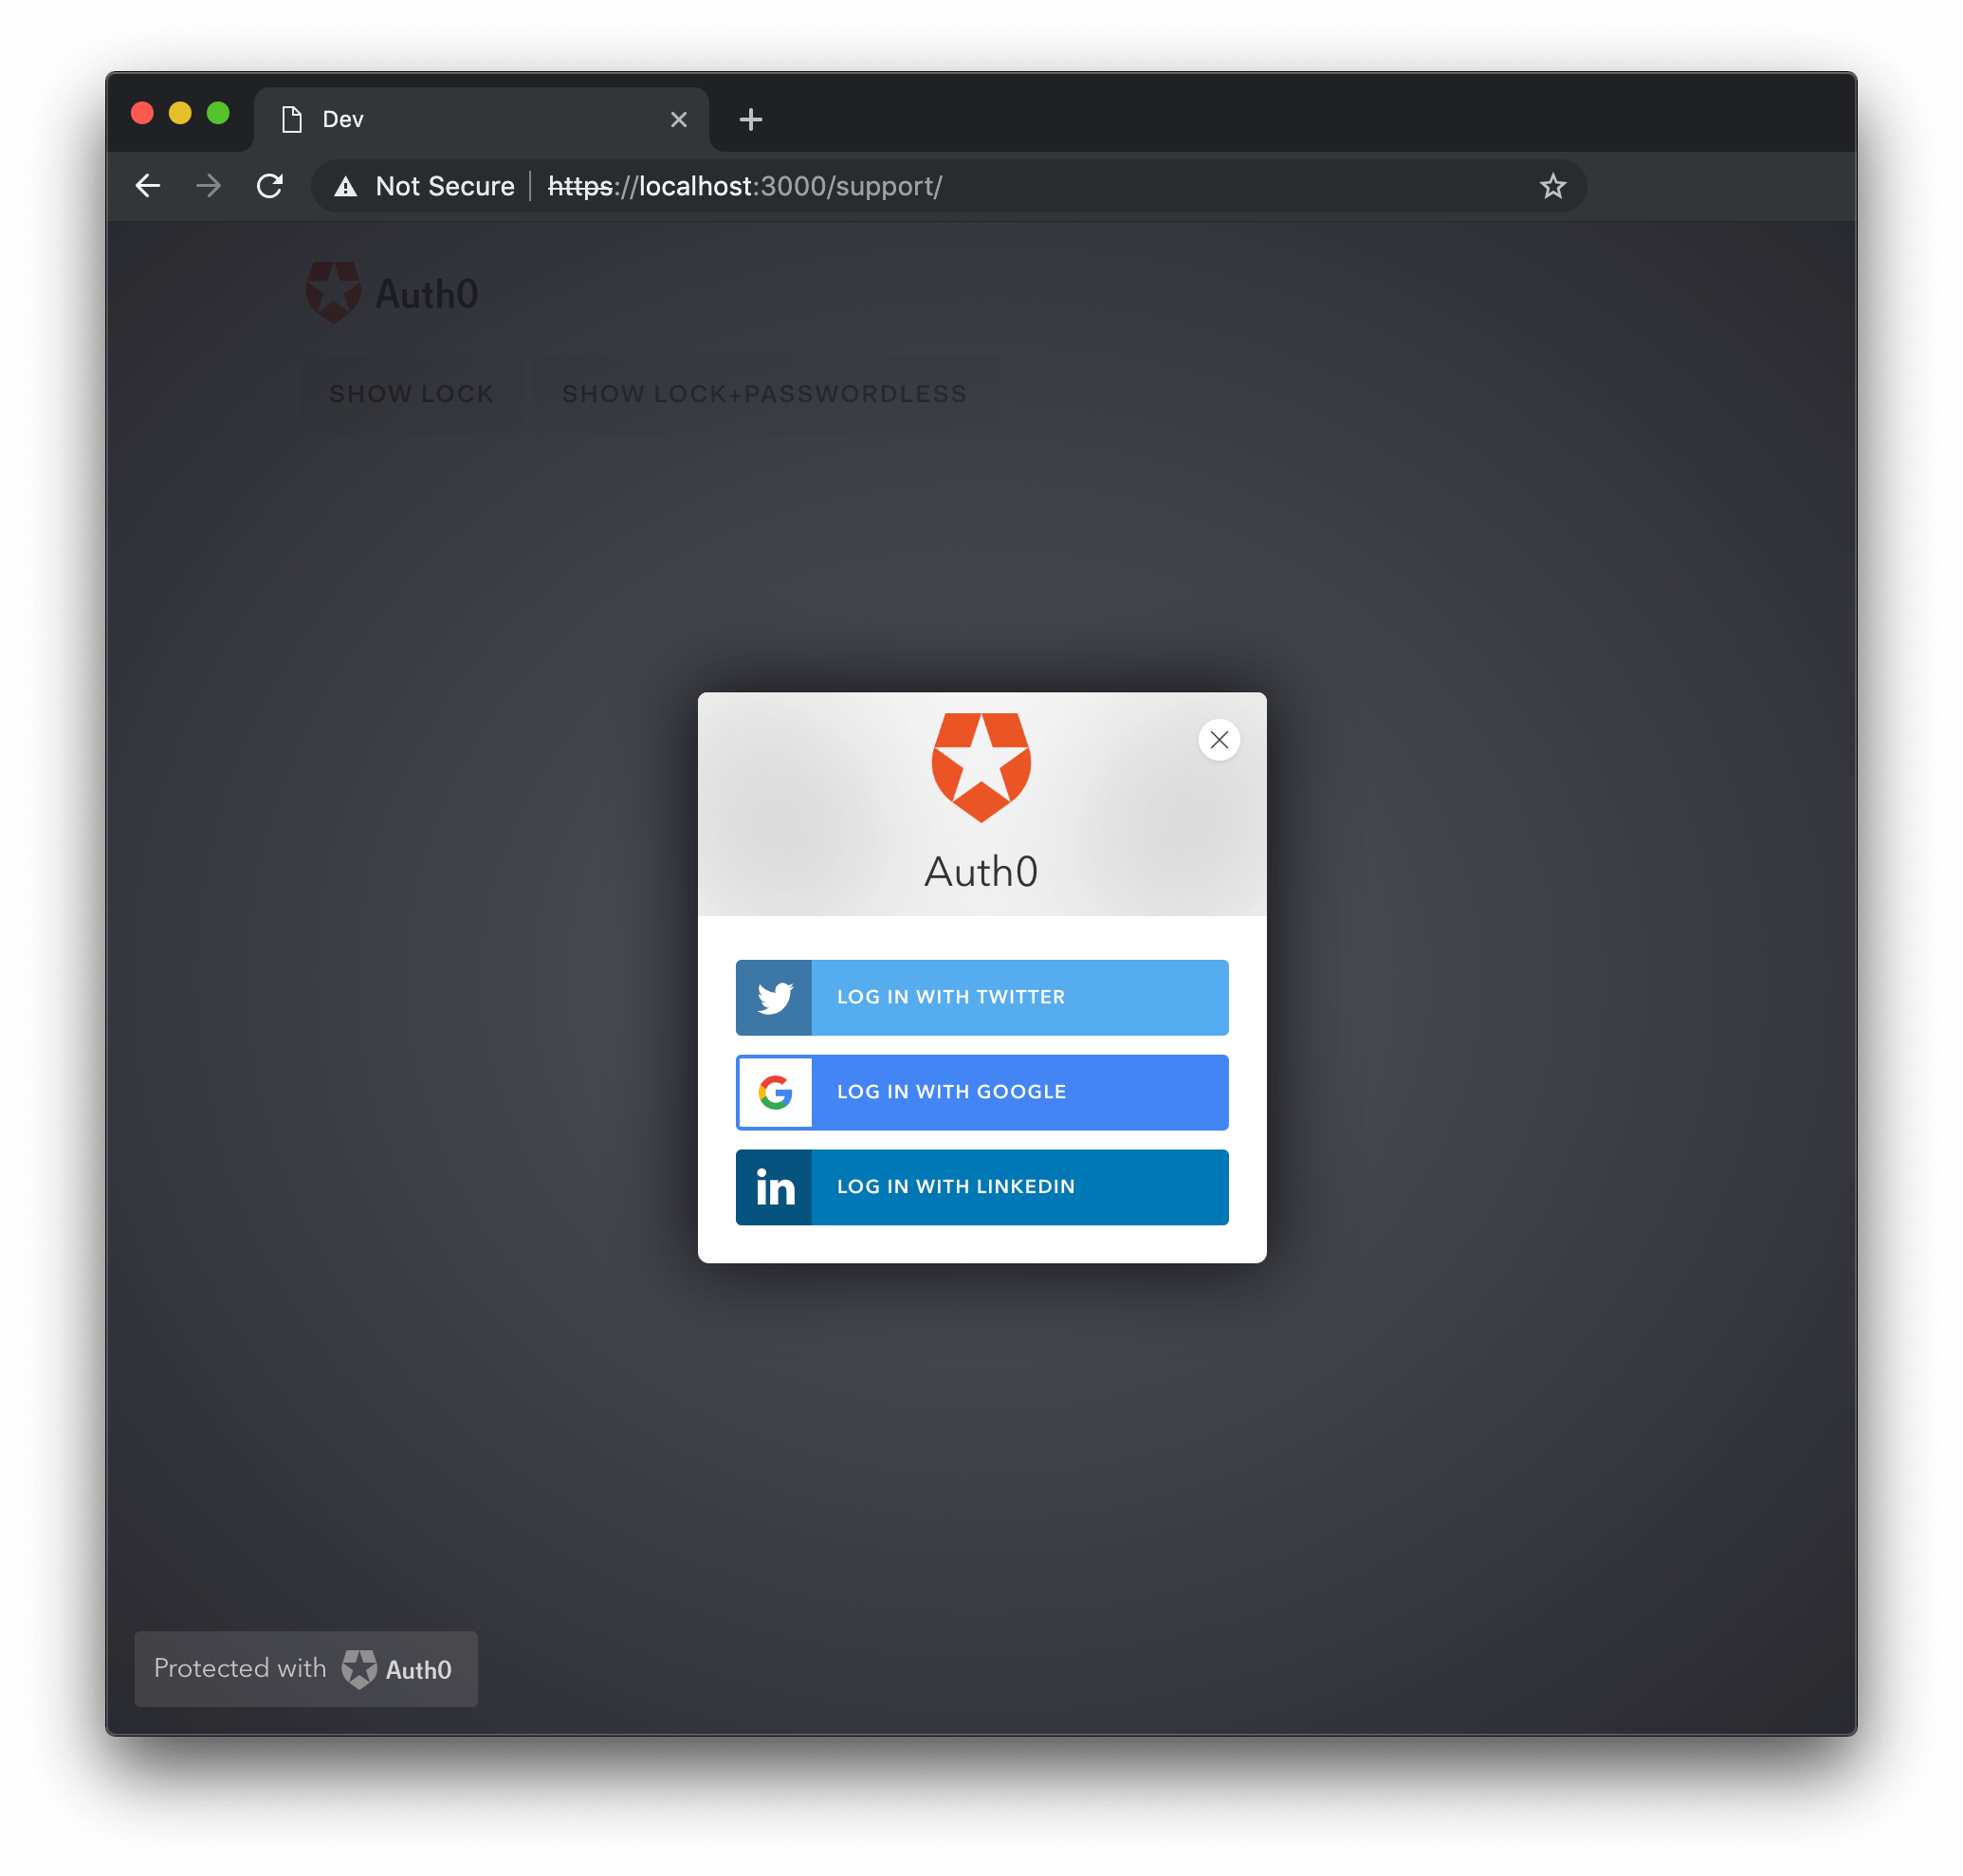 Dev
Not Secure https://localhost:3000/support/
Auth0
SHOW LOCK SHOW LOCK+PASSWORDLESS
Auth0
LOG IN WITH TWITTER
LOG IN WITH GOOGLE
in LOG IN WITH LINKEDIN
Protected with Auth0